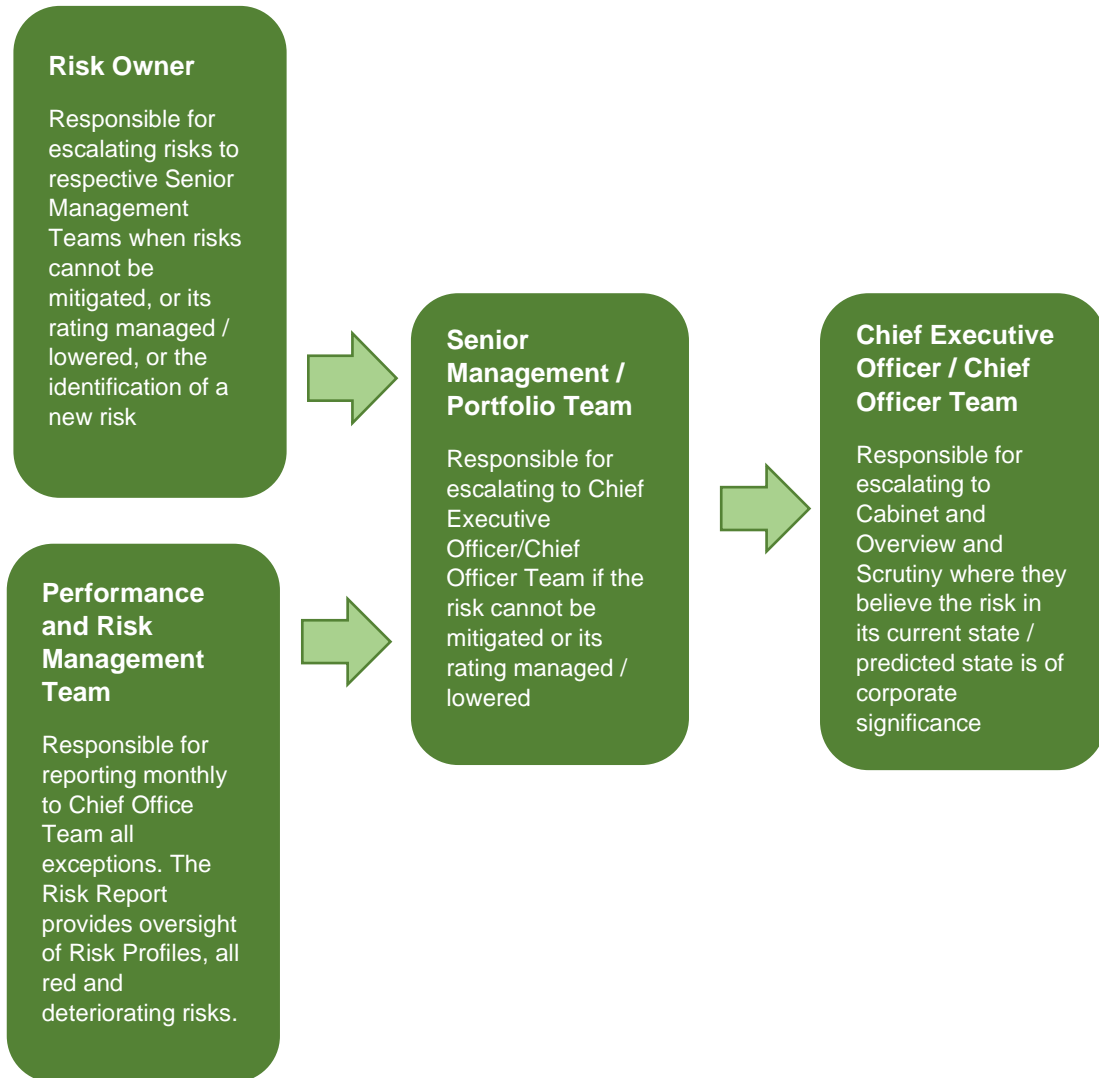 Risk Owner
Responsible for
escalating risks to
respective Senior
Management
Teams when risks
cannot be
mitigated, or its
rating managed /
lowered, or the
identification of a
new risk
Performance
and Risk
Management
Team
Responsible for
reporting monthly
to Chief Office
Team all
exceptions. The
Risk Report
provides oversight
of Risk Profiles, all
red and
deteriorating risks.
Senior
Management /
Portfolio Team
Responsible for
escalating to Chief
Executive
Officer/Chief
Officer Team if the
risk cannot be
mitigated or its
rating managed /
lowered
Chief Executive
Officer / Chief
Officer Team
Responsible for
escalating to
Cabinet and
Overview and
Scrutiny where they
believe the risk in
its current state /
predicted state is of
corporate
significance